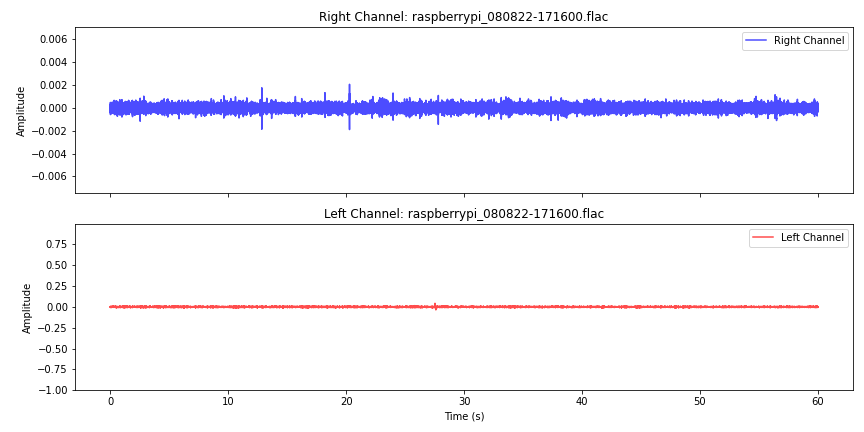 Right Channel: raspberrypi_080822-171600.flac
Right Channel
0.006
0.004
0.002
0.000
−0.002
−0.004
−0.006
Amplitude
Left Channel: raspberrypi_080822-171600.flac
Left Channel
0.75
0.50
0.25
0.00
−0.25
−0.50
−0.75
−1.00
Amplitude
0 10 20 30 40 50 60
Time (s)